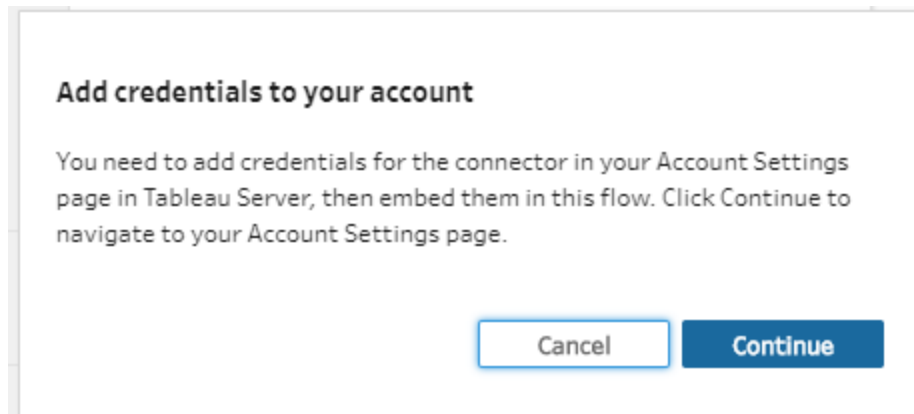 Add credentials to your account
You need to add credentials for the connector in your Account Settings
page in Tableau Server, then embed them in this flow. Click Continue to
navigate to your Account Settings page.
Cancel
Continue